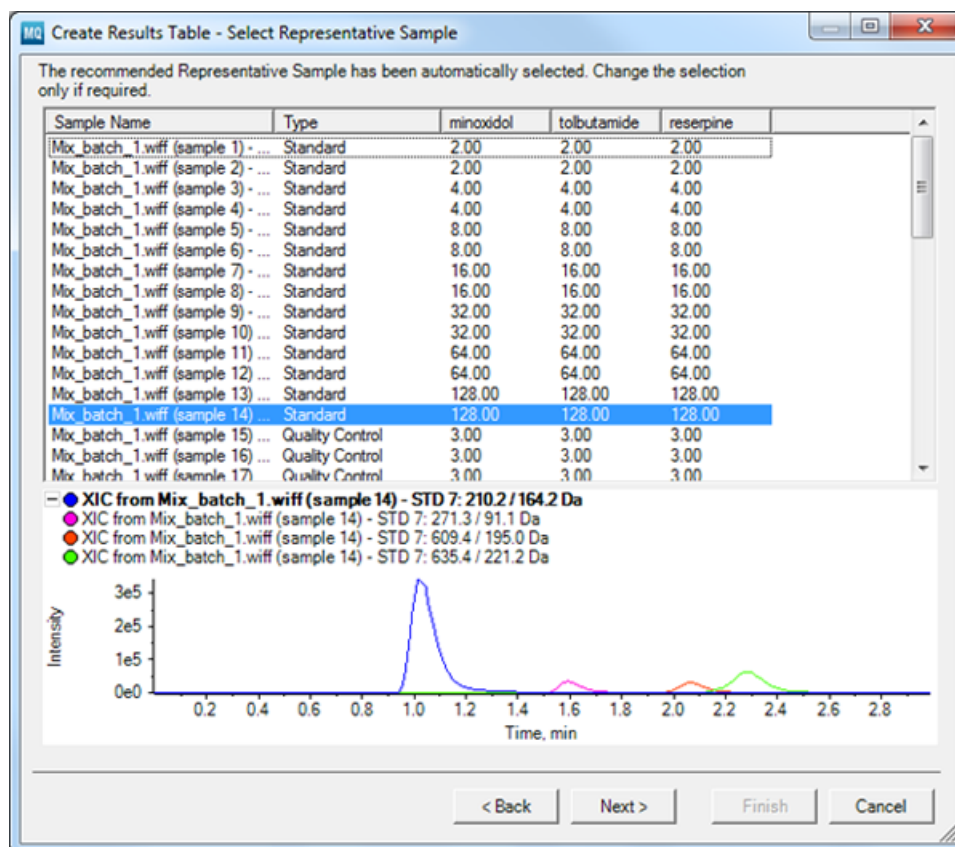 MQ Create Results Table - Select Representative Sample
The recommended Representative Sample has been automatically selected. Change the selection
only if required.
Sample Name Type minoxidol tolbutamide reserpine
Mix_batch_1.wiff (sample 1) - ... Standard 2.00 2.00 2.00
Mix_batch_1.wiff (sample 2) - ... Standard 2.00 2.00 2.00
Mix_batch_1.wiff (sample 3) - ... Standard 4.00 4.00 4.00
Mix_batch_1.wiff (sample 4) - ... Standard 4.00 4.00 4.00
Mix_batch_1.wiff (sample 5) - ... Standard 8.00 8.00 8.00
Mix_batch_1.wiff (sample 6) - ... Standard 8.00 8.00 8.00
Mix_batch_1.wiff (sample 7) - ... Standard 16.00 16.00 16.00
Mix_batch_1.wiff (sample 8) - ... Standard 16.00 16.00 16.00
Mix_batch_1.wiff (sample 9) - ... Standard 32.00 32.00 32.00
Mix_batch_1.wiff (sample 10) ... Standard 32.00 32.00 32.00
Mix_batch_1.wiff (sample 11) ... Standard 64.00 64.00 64.00
Mix_batch_1.wiff (sample 12) ... Standard 64.00 64.00 64.00
Mix_batch_1.wiff (sample 13) ... Standard 128.00 128.00 128.00
Mix_batch_1.wiff (sample 14) ... Standard 128.00 128.00 128.00
Mix_batch_1.wiff (sample 15) ... Quality Control 3.00 3.00 3.00
Mix_batch_1.wiff (sample 16) ... Quality Control 3.00 3.00 3.00
Mix_batch_1.wiff (sample 17) ... Quality Control 3.00 3.00 3.00
XIC from Mix_batch_1.wiff (sample 14) - STD 7: 210.2 / 164.2 Da
XIC from Mix_batch_1.wiff (sample 14) - STD 7: 271.3 / 91.1 Da
XIC from Mix_batch_1.wiff (sample 14) - STD 7: 609.4 / 195.0 Da
XIC from Mix_batch_1.wiff (sample 14) - STD 7: 635.4 / 221.2 Da
Intensity
3e5
2e5
1e5
0e0
0.2 0.4 0.6 0.8 1.0 1.2 1.4 1.6 1.8 2.0 2.2 2.4 2.6 2.8
Time, min
< Back Next > Finish Cancel